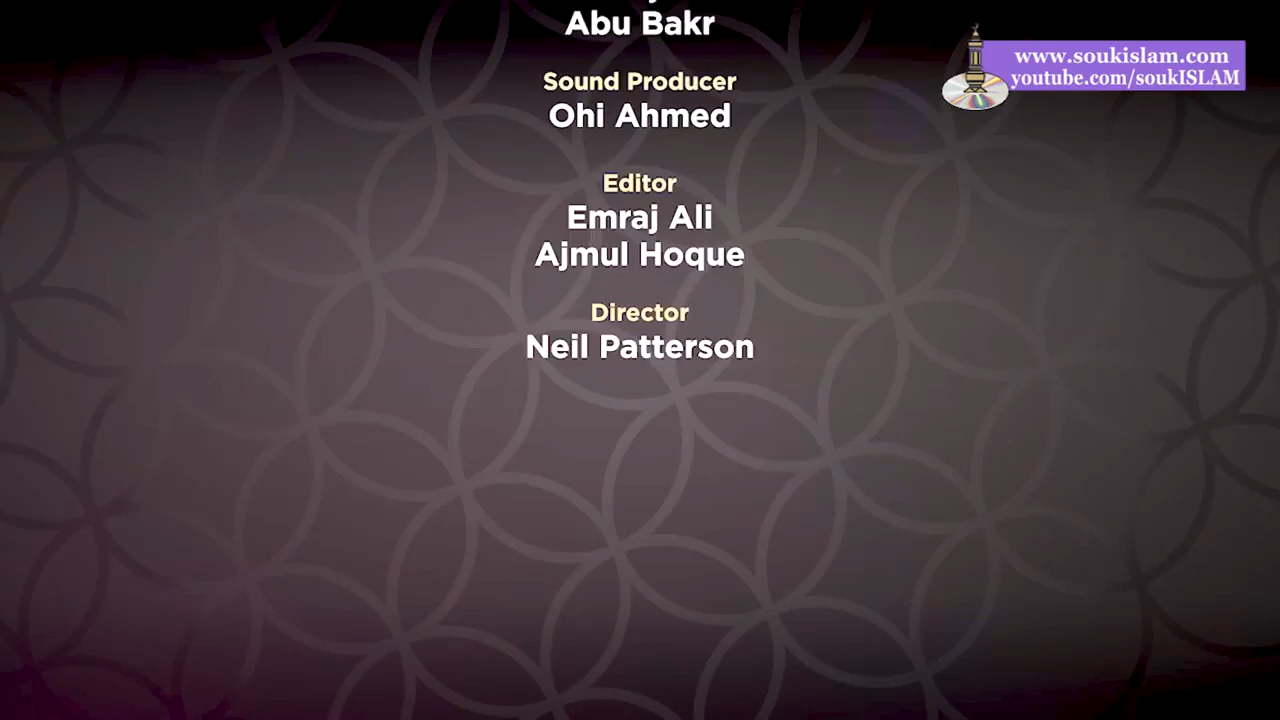 Abu Bakr
Sound Producer
Ohi Ahmed
Editor
Emraj Ali
Ajmul Hoque
Director
Neil Patterson
www.soukislam.com
youtube.com/soukISLAM